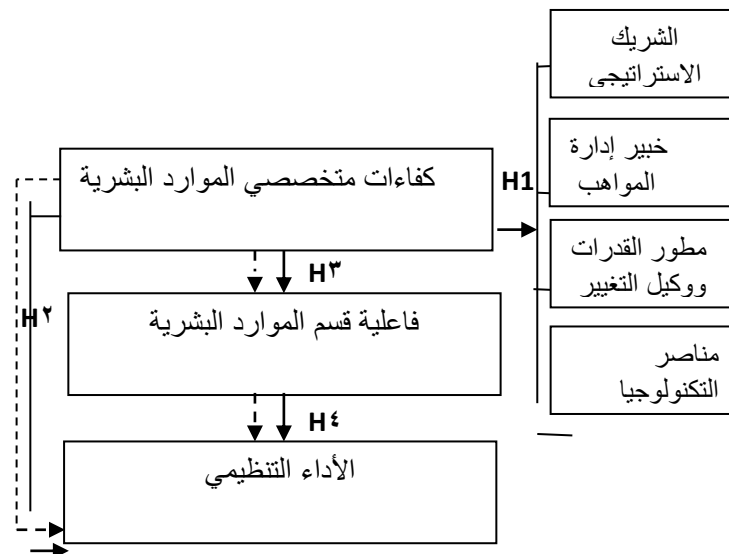 الشريك
الاستراتيجي
خبير إدارة
المواهب
كفاءات متخصصي الموارد البشرية
H1
مطور القدرات
ووكيل التغيير
H٣
فاعلية قسم الموارد البشرية
H٢
مناصر
التكنولوجيا
H٤
الأداء التنظيمي